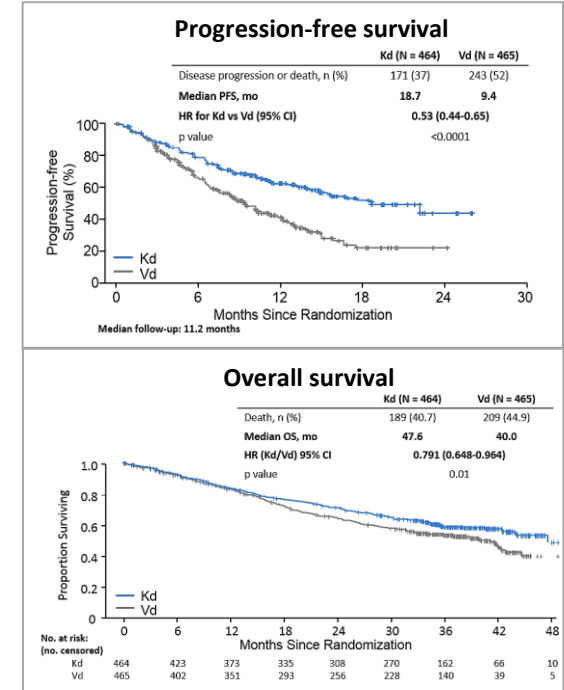 Progression-free survival
Kd (N = 464) Vd (N = 465)
Disease progression or death, n (%) 171 (37) 243 (52)
Median PFS, mo 18.7 9.4
HR for Kd vs Vd (95% CI) 0.53 (0.44-0.65)
p value <0.0001
100
80
60
40
20
0
Progression-free
Survival (%)
Kd
Vd
0 6 12 18 24 30
Months Since Randomization
Median follow-up: 11.2 months
Overall survival
Kd (N = 464) Vd (N = 465)
Death, n (%) 189 (40.7) 209 (44.9)
Median OS, mo 47.6 40.0
HR (Kd/Vd) 95% CI 0.791 (0.648-0.964)
p value 0.01
1.0
0.8
0.6
0.4
0.2
0
Proportion Surviving
Kd
Vd
0 6 12 18 24 30 36 42 48
Months Since Randomization
No. at risk:
(no. censored)
Kd 464 423 373 335 308 270 162 66 10
Vd 465 402 351 293 256 228 140 39 5